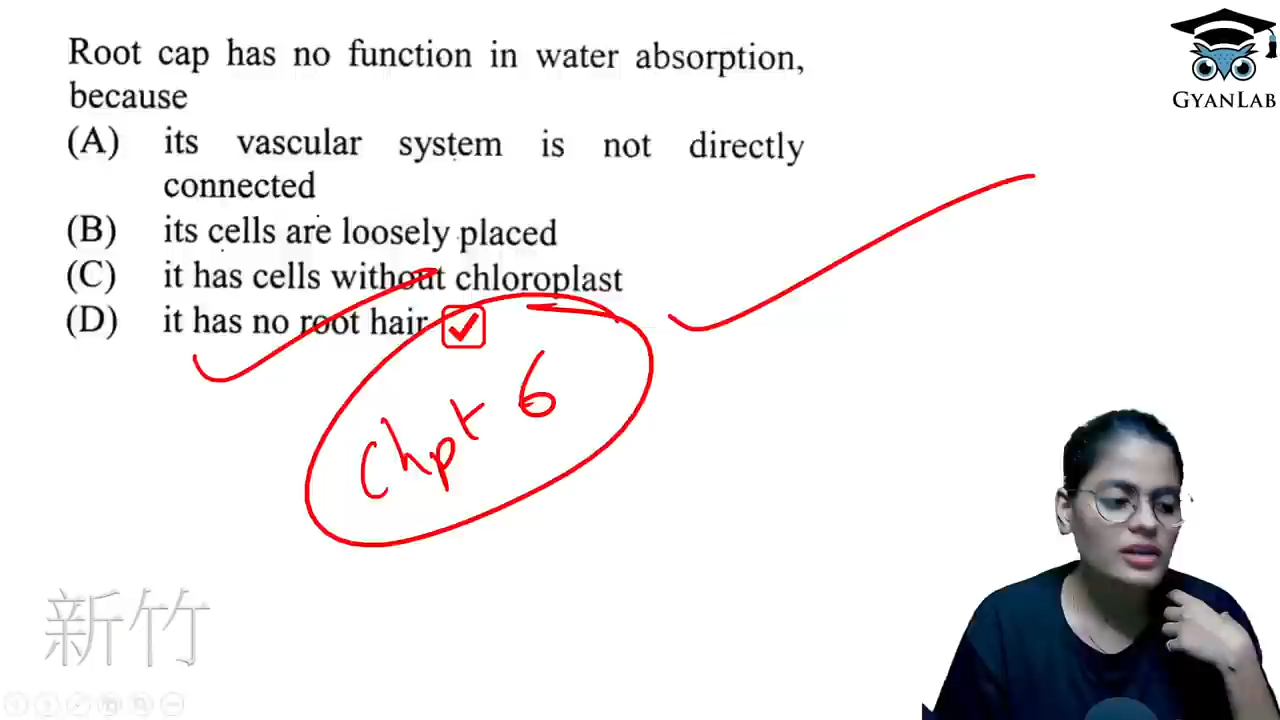 Root cap has no function in water absorption,
because
(A) its vascular system is not directly
connected
(B) its cells are loosely placed
(C) it has cells without chloroplast
(D) it has no root hair
Chpt 6
GYANLAB
新竹